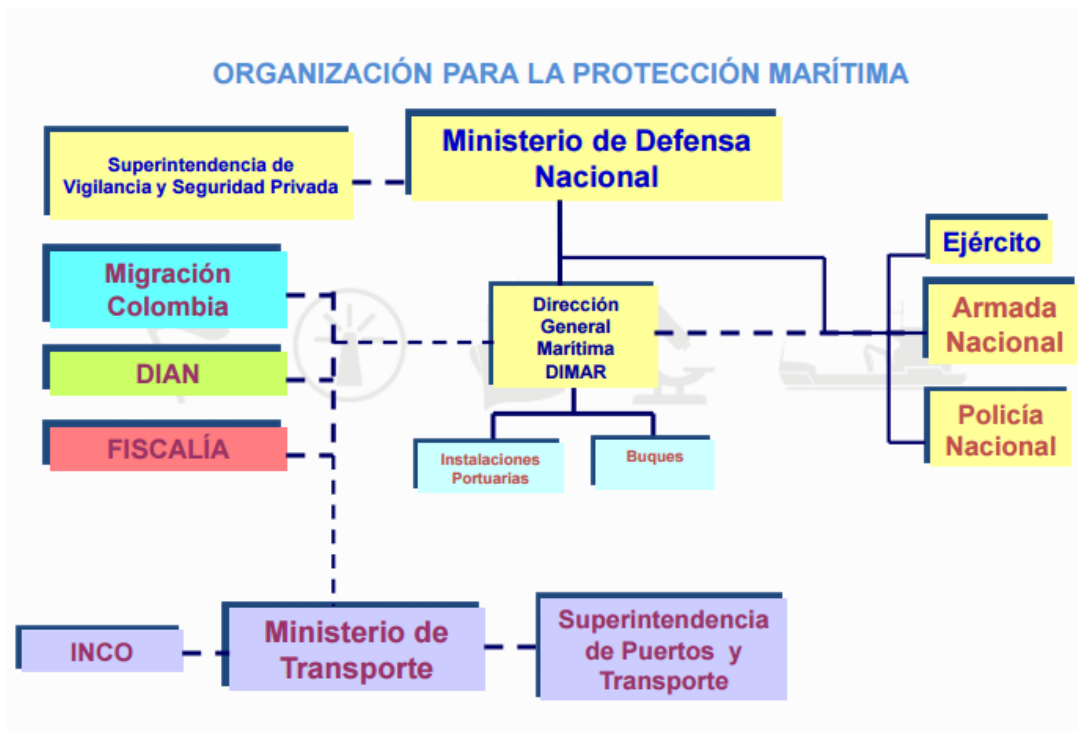 ORGANIZACIÓN PARA LA PROTECCIÓN MARÍTIMA
Superintendencia de
Vigilancia y Seguridad Privada
Ministerio de Defensa
Nacional
Migración
Colombia
DIAN
FISCALÍA
Dirección
General
Marítima
DIMAR
Instalaciones
Portuarias
Buques
Ejército
Armada
Nacional
Policía
Nacional
INCO
Ministerio de
Transporte
Superintendencia
de Puertos y
Transporte